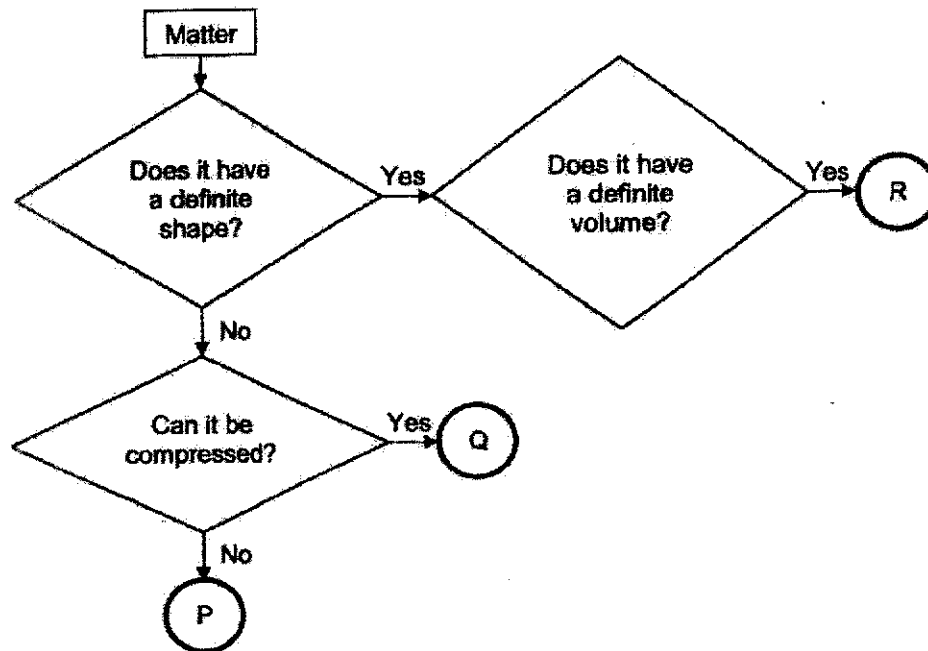 Matter
Does it have
a definite
shape?
Yes
Does it have
a definite
volume?
Yes
R
No
Can it be
compressed?
Yes
Q
No
P